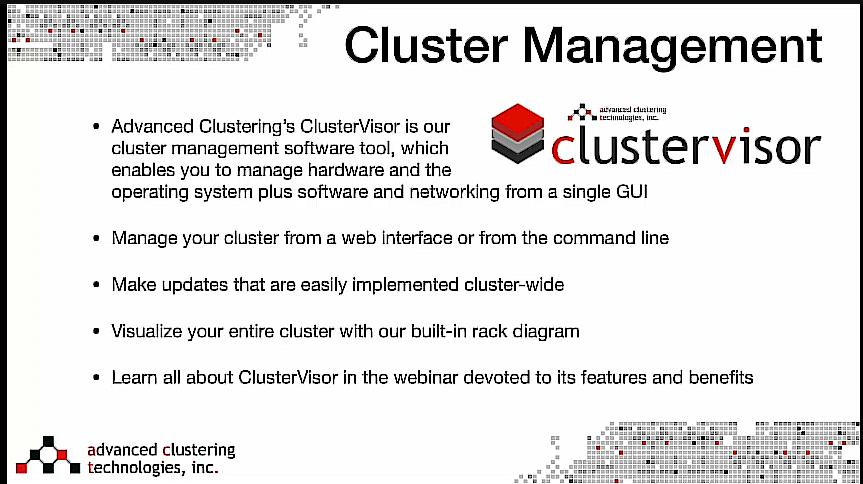 Cluster Management
• Advanced Clustering's ClusterVisor is our
cluster management software tool, which
enables you to manage hardware and the
operating system plus software and networking from a single GUI
advanced clustering
technologies, inc.
clustervisor
• Manage your cluster from a web interface or from the command line
• Make updates that are easily implemented cluster-wide
• Visualize your entire cluster with our built-in rack diagram
• Learn all about ClusterVisor in the webinar devoted to its features and benefits
advanced clustering
technologies, inc.